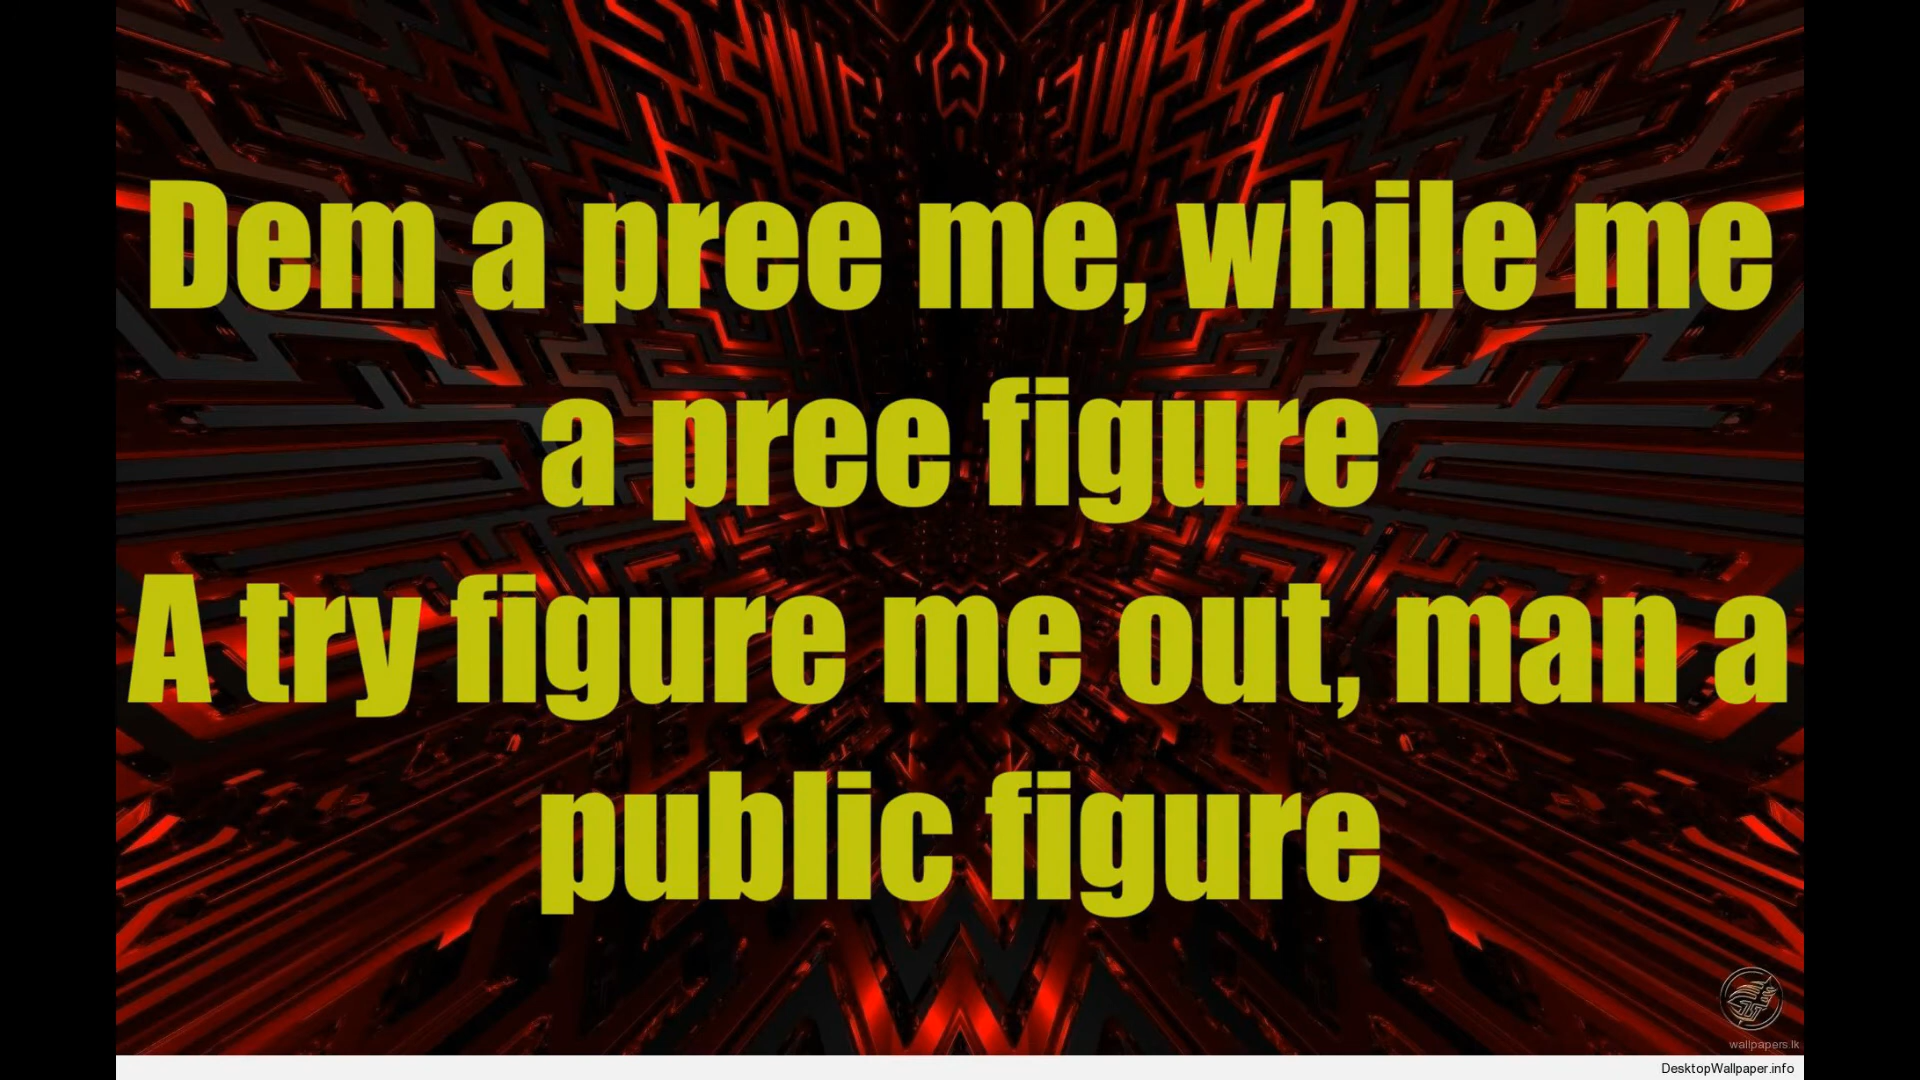 Dem a pree me, while me
a pree figure
A try figure me out, man a
public figure
wallpapers.lk
DesktopWallpaper.info